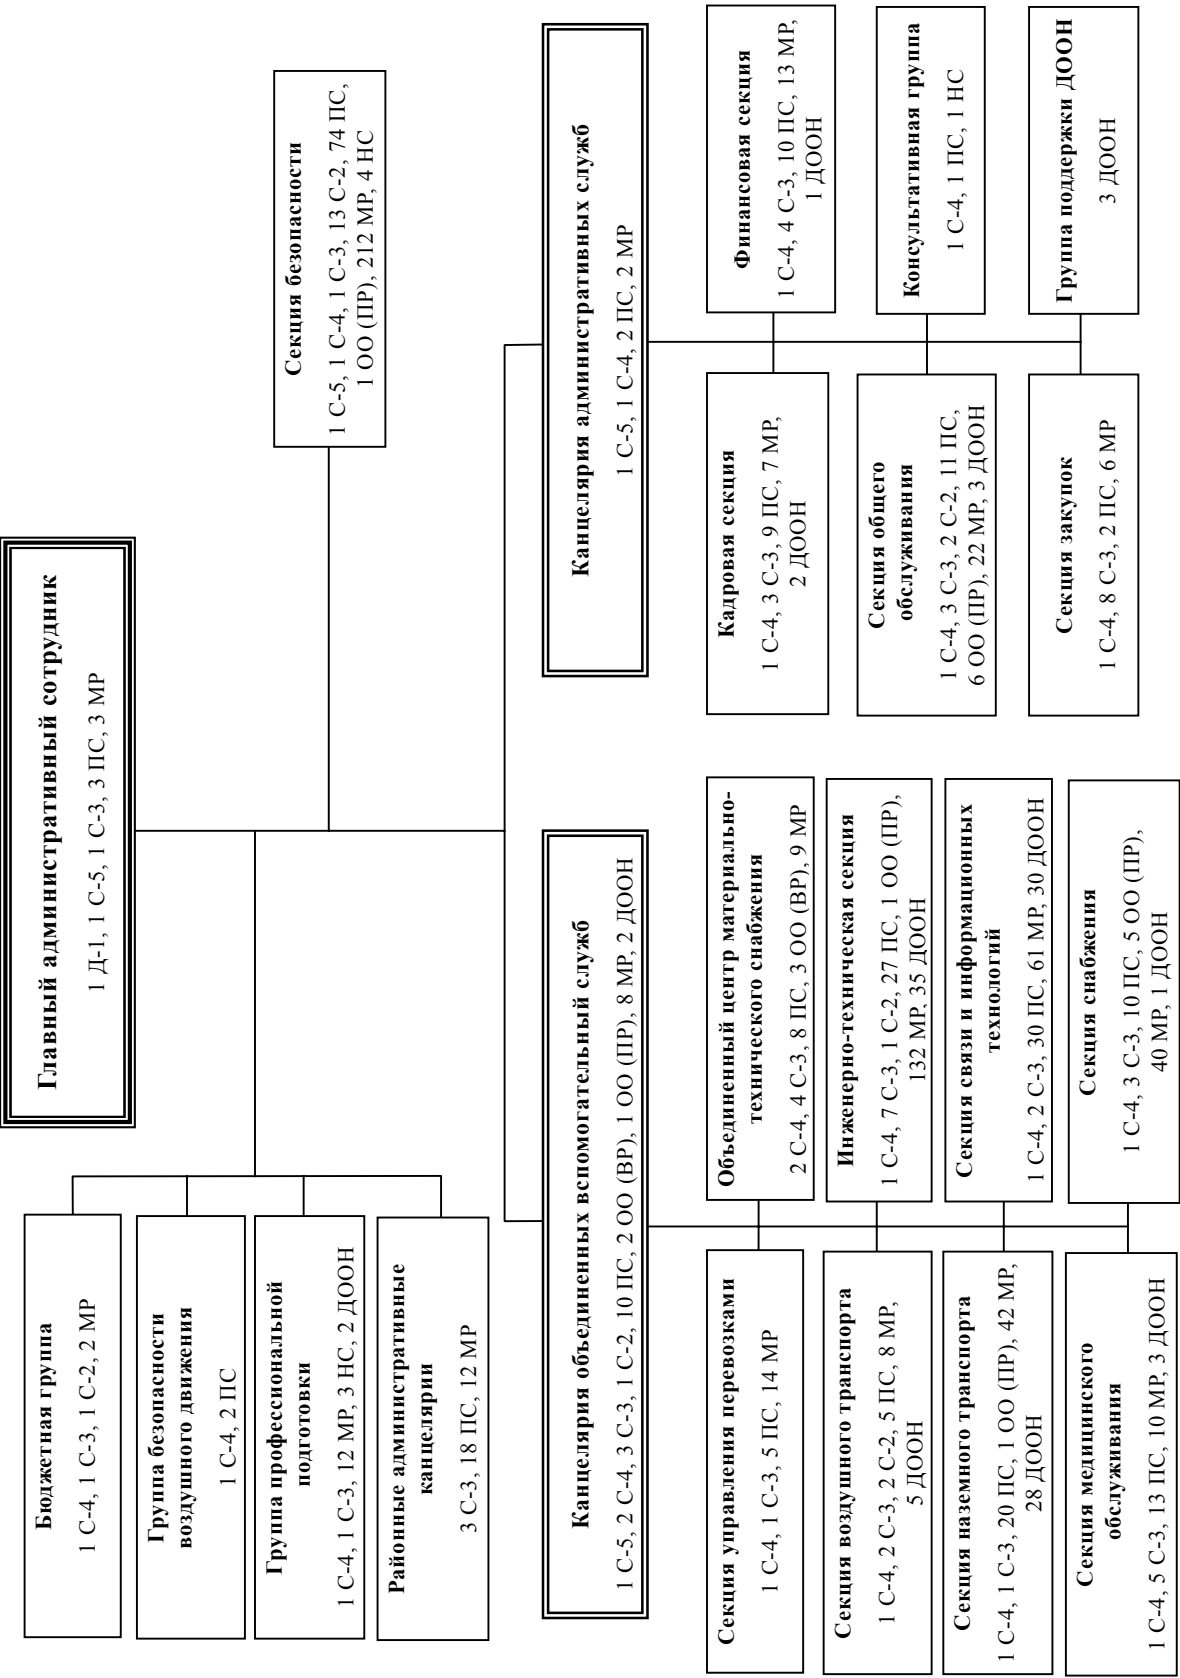 Главный административный сотрудник
1 Д-1, 1 С-5, 1 С-3, 3 ПС, 3 МР
Бюджетная группа
1 С-4, 1 С-3, 1 С-2, 2 МР
Группа безопасности
воздушного движения
1 С-4, 2 ПС
Группа профессиональной
подготовки
1 С-4, 1 С-3, 12 МР, 3 НС, 2 ДООН
Районные административные
канцелярии
3 С-3, 18 ПС, 12 МР
Секция безопасности
1 С-5, 1 С-4, 1 С-3, 13 С-2, 74 ПС,
1 ОО (ПР), 212 МР, 4 НС
Канцелярия объединенных вспомогательный служб
1 С-5, 2 С-4, 3 С-3, 1 С-2, 10 ПС, 2 ОО (ВР), 1 ОО (ПР), 8 МР, 2 ДООН
Канцелярия административных служб
1 С-5, 1 С-4, 2 ПС, 2 МР
Секция управления перевозками
1 С-4, 1 С-3, 5 ПС, 14 МР
Объединенный центр материально-
технического снабжения
2 С-4, 4 С-3, 8 ПС, 3 ОО (ВР), 9 МР
Кадровая секция
1 С-4, 3 С-3, 9 ПС, 7 МР,
2 ДООН
Финансовая секция
1 С-4, 4 С-3, 10 ПС, 13 МР,
1 ДООН
Секция воздушного транспорта
1 С-4, 2 С-3, 2 С-2, 5 ПС, 8 МР,
5 ДООН
Инженерно-техническая секция
1 С-4, 7 С-3, 1 С-2, 27 ПС, 1 ОО (ПР),
132 МР, 35 ДООН
Секция общего
обслуживания
1 С-4, 3 С-3, 2 С-2, 11 ПС,
6 ОО (ПР), 22 МР, 3 ДООН
Консультативная группа
1 С-4, 1 ПС, 1 НС
Секция наземного транспорта
1 С-4, 1 С-3, 20 ПС, 1 ОО (ПР), 42 МР,
28 ДООН
Секция связи и информационных
технологий
1 С-4, 2 С-3, 30 ПС, 61 МР, 30 ДООН
Секция закупок
1 С-4, 8 С-3, 2 ПС, 6 МР
Группа поддержки ДООН
3 ДООН
Секция медицинского
обслуживания
1 С-4, 5 С-3, 13 ПС, 10 МР, 3 ДООН
Секция снабжения
1 С-4, 3 С-3, 10 ПС, 5 ОО (ПР),
40 МР, 1 ДООН